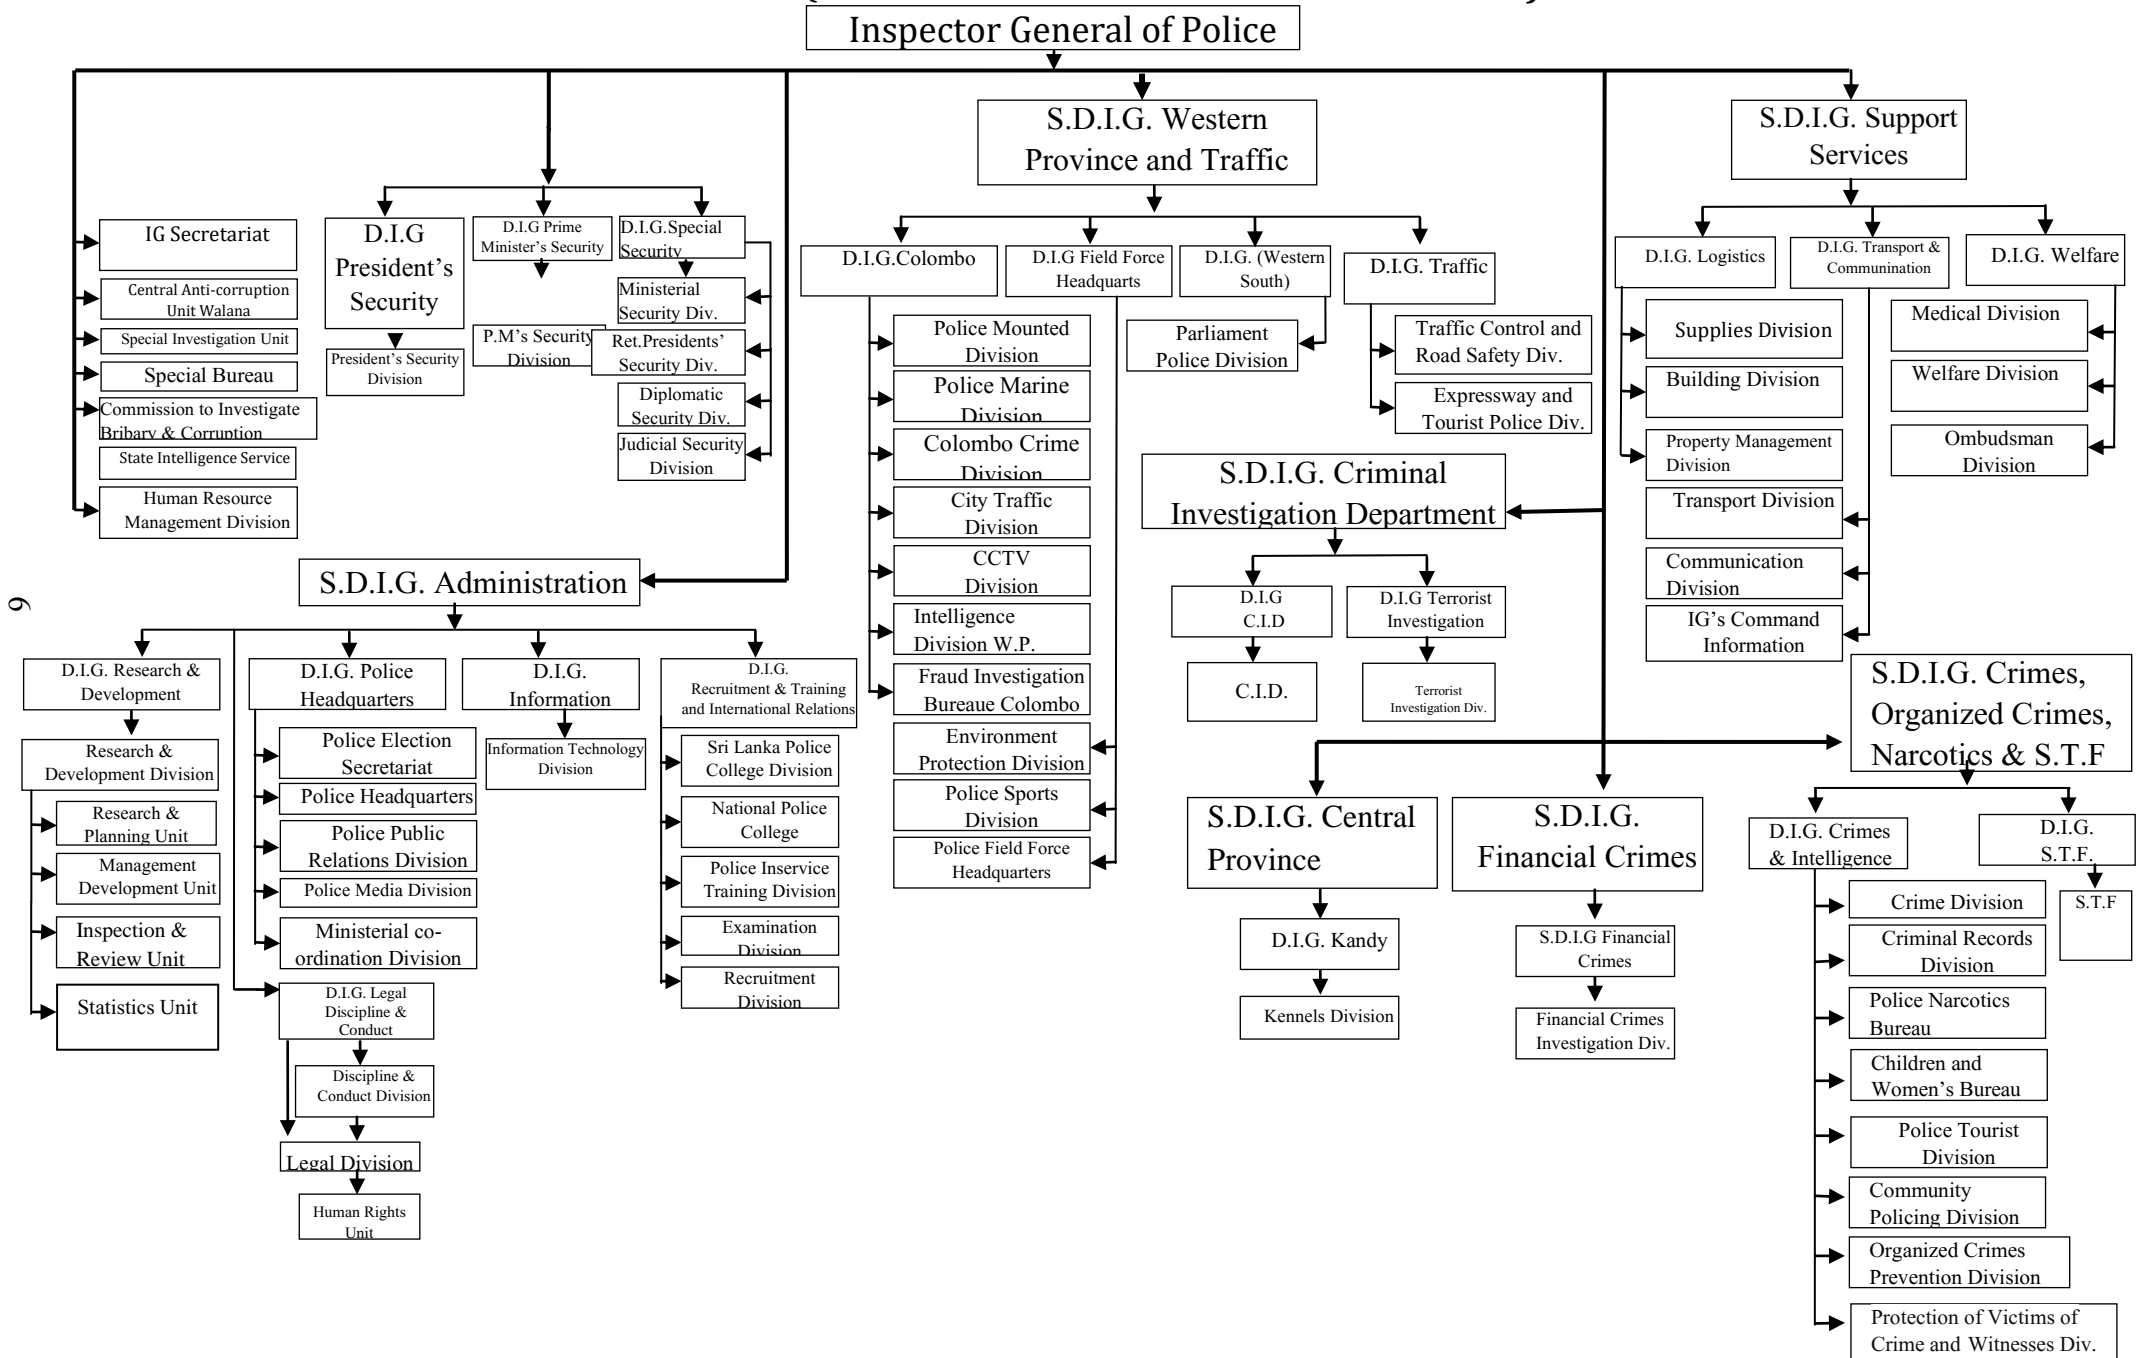 Inspector General of Police
S.D.I.G. Western
Province and Traffic
S.D.I.G. Support
Services
IG Secretariat
Central Anti-corruption
Unit Walana
Special Investigation Unit
Special Bureau
Commission to Investigate
Bribary & Corruption
State Intelligence Service
Human Resource
Management Division
D.I.G
President's
Security
President's Security
Division
D.I.G Prime
Minister's Security
P.M's Security
Division
D.I.G.Special
Security
Ministerial
Security Div.
Ret.Presidents'
Security Div.
Diplomatic
Security Div.
Judicial Security
Division
D.I.G.Colombo
Police Mounted
Division
Police Marine
Division
Colombo Crime
Division
City Traffic
Division
CCTV
Division
Intelligence
Division W.P.
Fraud Investigation
Bureaue Colombo
D.I.G Field Force
Headquarts
Environment
Protection Division
Police Sports
Division
Police Field Force
Headquarters
D.I.G. (Western
South)
Parliament
Police Division
D.I.G. Traffic
Traffic Control and
Road Safety Div.
Expressway and
Tourist Police Div.
D.I.G. Logistics
Supplies Division
Building Division
Property Management
Division
D.I.G. Transport &
Communination
Transport Division
Communication
Division
IG's Command
Information
D.I.G. Welfare
Medical Division
Welfare Division
Ombudsman
Division
S.D.I.G. Criminal
Investigation Department
D.I.G
C.I.D
C.I.D.
D.I.G Terrorist
Investigation
Terrorist
Investigation Div.
S.D.I.G. Administration
9
D.I.G. Research &
Development
Research &
Development Division
Research &
Planning Unit
Management
Development Unit
Inspection &
Review Unit
Statistics Unit
D.I.G. Police
Headquarters
Police Election
Secretariat
Police Headquarters
Police Public
Relations Division
Police Media Division
Ministerial co-
ordination Division
D.I.G. Legal
Discipline &
Conduct
Discipline &
Conduct Division
Legal Division
Human Rights
Unit
D.I.G.
Information
Information Technology
Division
D.I.G.
Recruitment & Training
and International Relations
Sri Lanka Police
College Division
National Police
College
Police Inservice
Training Division
Examination
Division
Recruitment
Division
S.D.I.G. Central
Province
D.I.G. Kandy
Kennels Division
S.D.I.G.
Financial Crimes
S.D.I.G Financial
Crimes
Financial Crimes
Investigation Div.
S.D.I.G. Crimes,
Organized Crimes,
Narcotics & S.T.F
D.I.G. Crimes
& Intelligence
Crime Division
Criminal Records
Division
Police Narcotics
Bureau
Children and
Women's Bureau
Police Tourist
Division
Community
Policing Division
Organized Crimes
Prevention Division
Protection of Victims of
Crime and Witnesses Div.
D.I.G.
S.T.F.
S.T.F